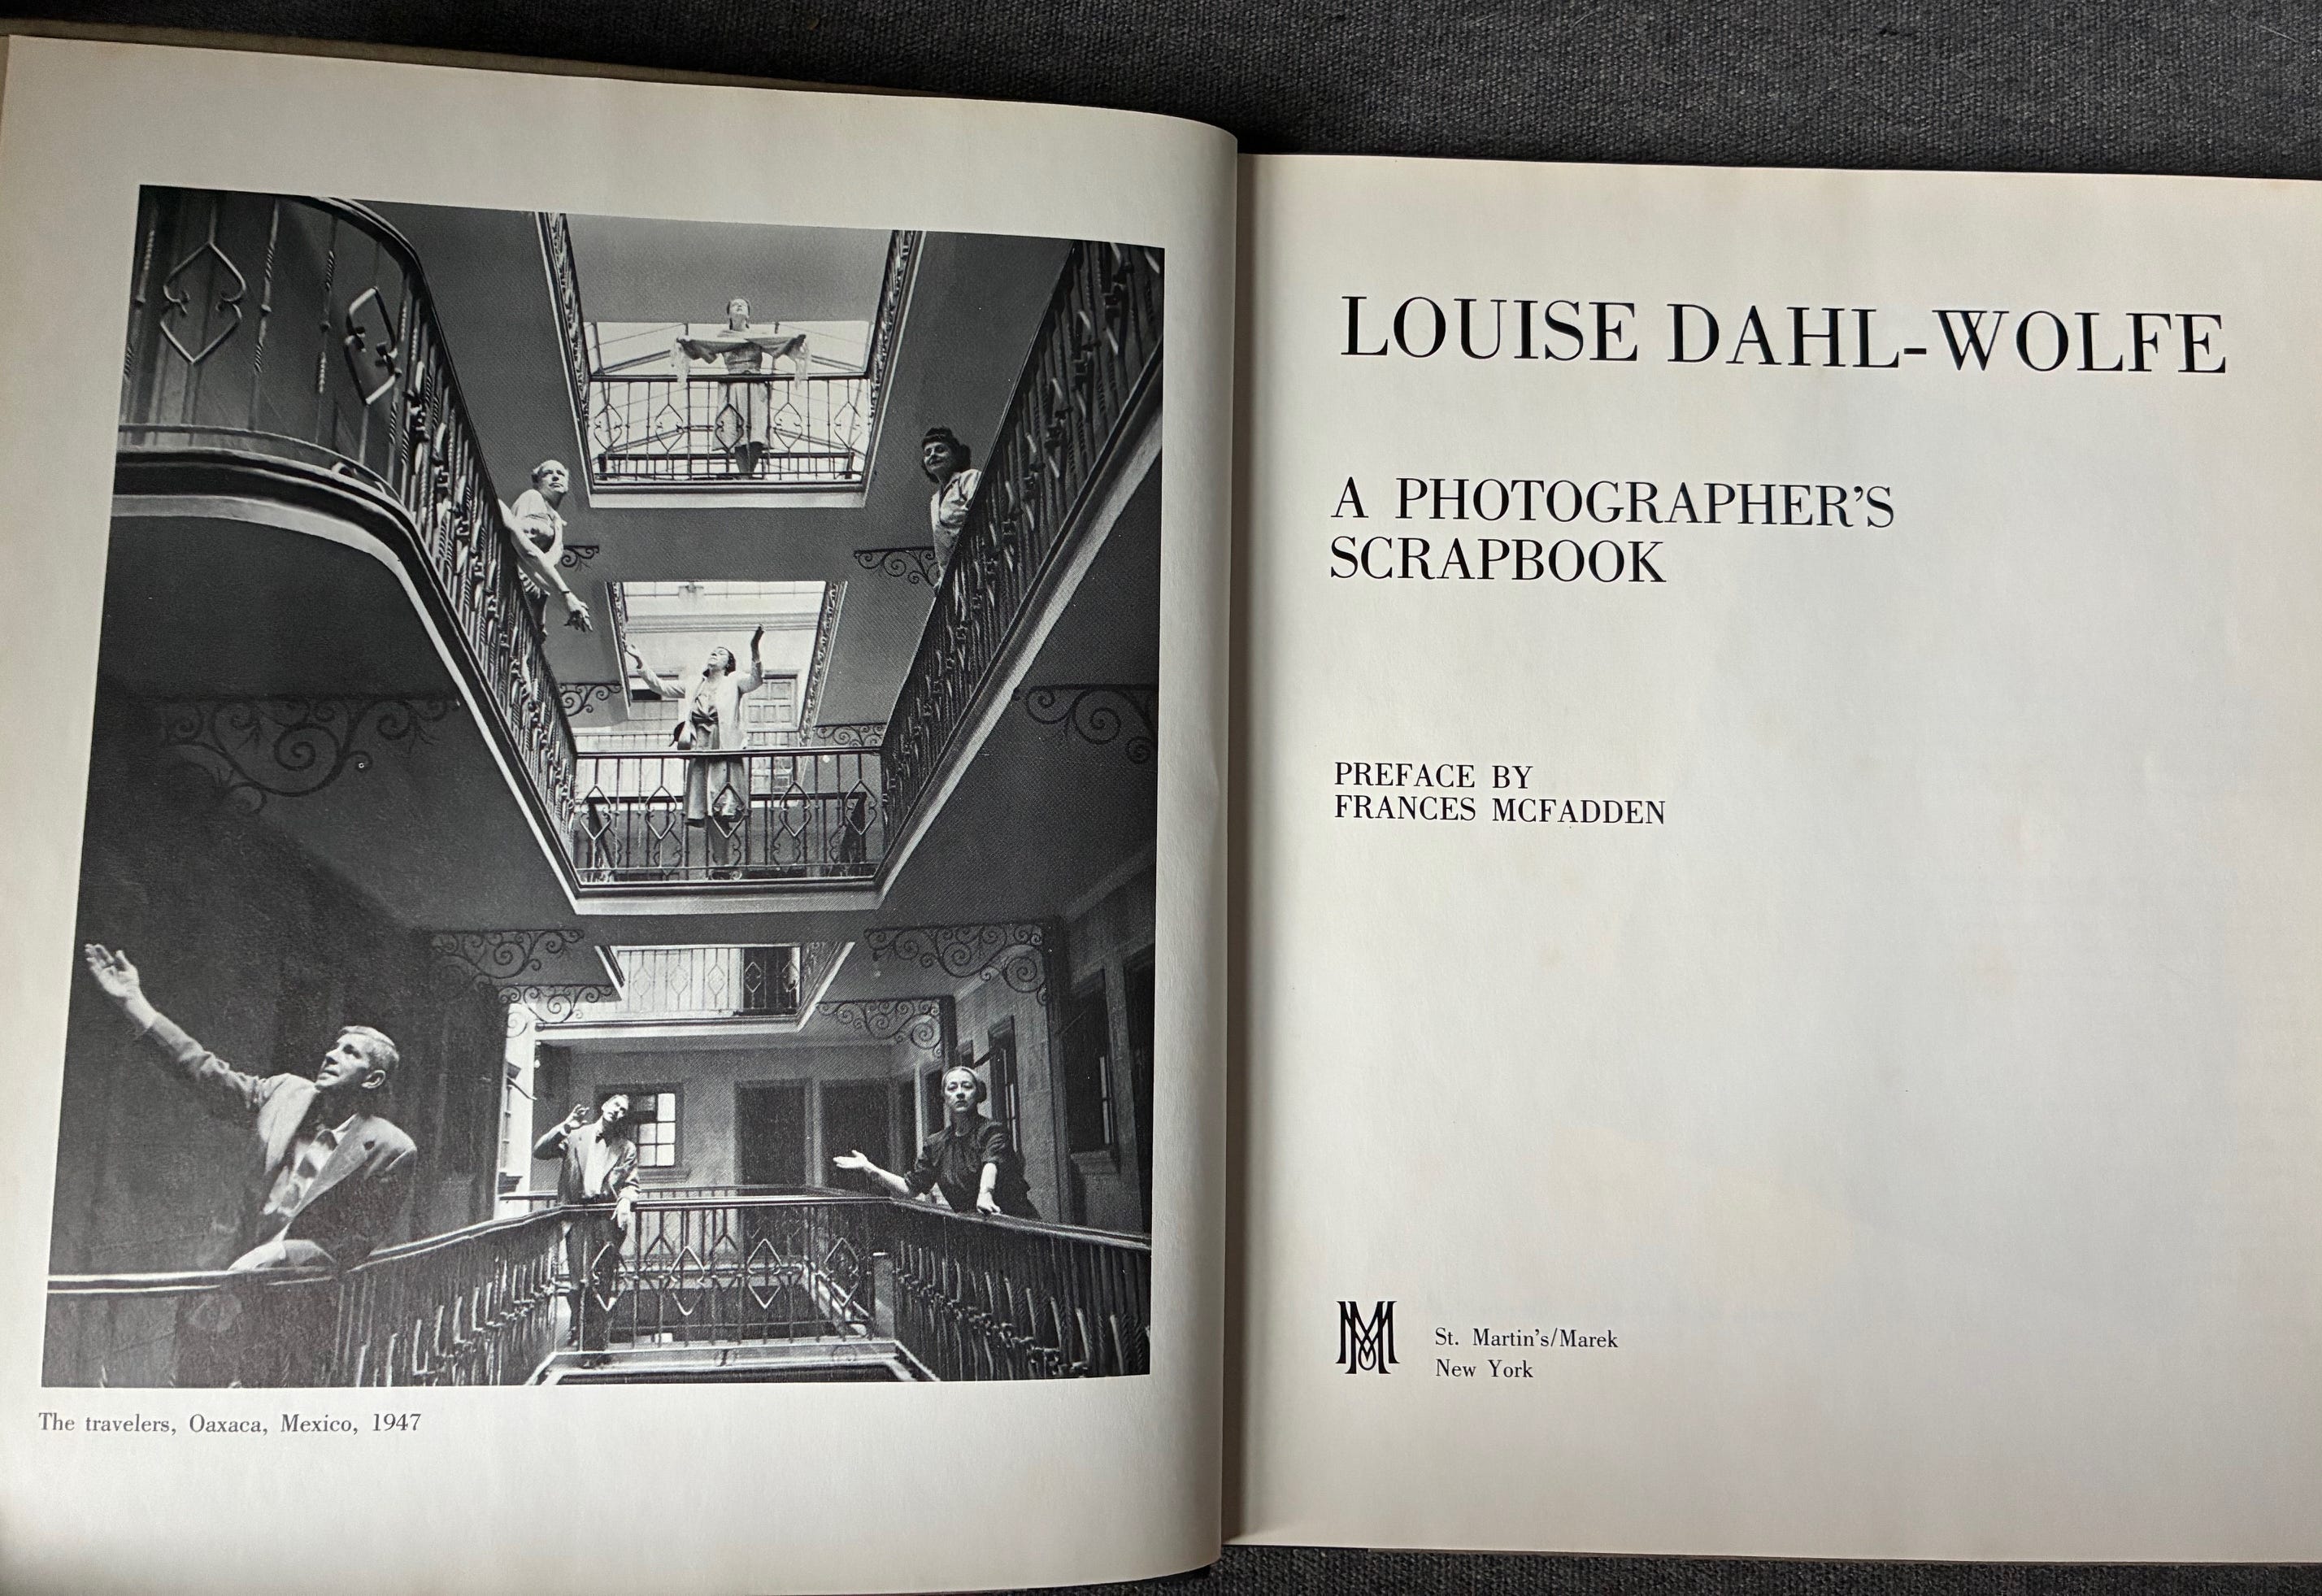 The travelers, Oaxaca, Mexico, 1947
LOUISE DAHL-WOLFE
A PHOTOGRAPHER'S
SCRAPBOOK
PREFACE BY
FRANCES MCFADDEN
St. Martin's/Marek
New York